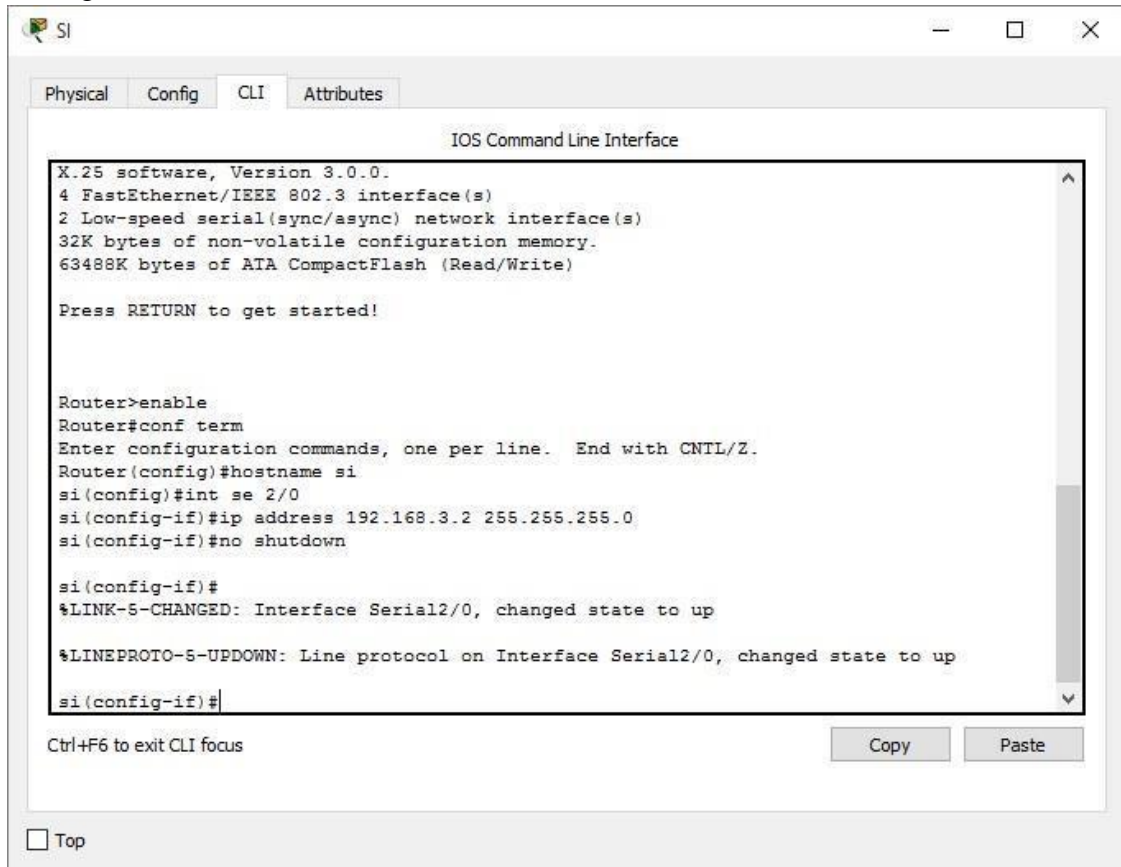 SI
Physical Config CLI Attributes
IOS Command Line Interface
X.25 software, Version 3.0.0.
4 FastEthernet/IEEE 802.3 interface(s)
2 Low-speed serial(sync/async) network interface(s)
32K bytes of non-volatile configuration memory.
63488K bytes of ATA CompactFlash (Read/Write)
Press RETURN to get started!
Router>enable
Router#conf term
Enter configuration commands, one per line.  End with CNTL/Z.
Router(config)#hostname si
si(config)#int se 2/0
si(config-if)#ip address 192.168.3.2 255.255.255.0
si(config-if)#no shutdown
si(config-if)#
%LINK-5-CHANGED: Interface Serial2/0, changed state to up
%LINEPROTO-5-UPDOWN: Line protocol on Interface Serial2/0, changed state to up
si(config-if)#
Ctrl+F6 to exit CLI focus
Copy Paste
Top